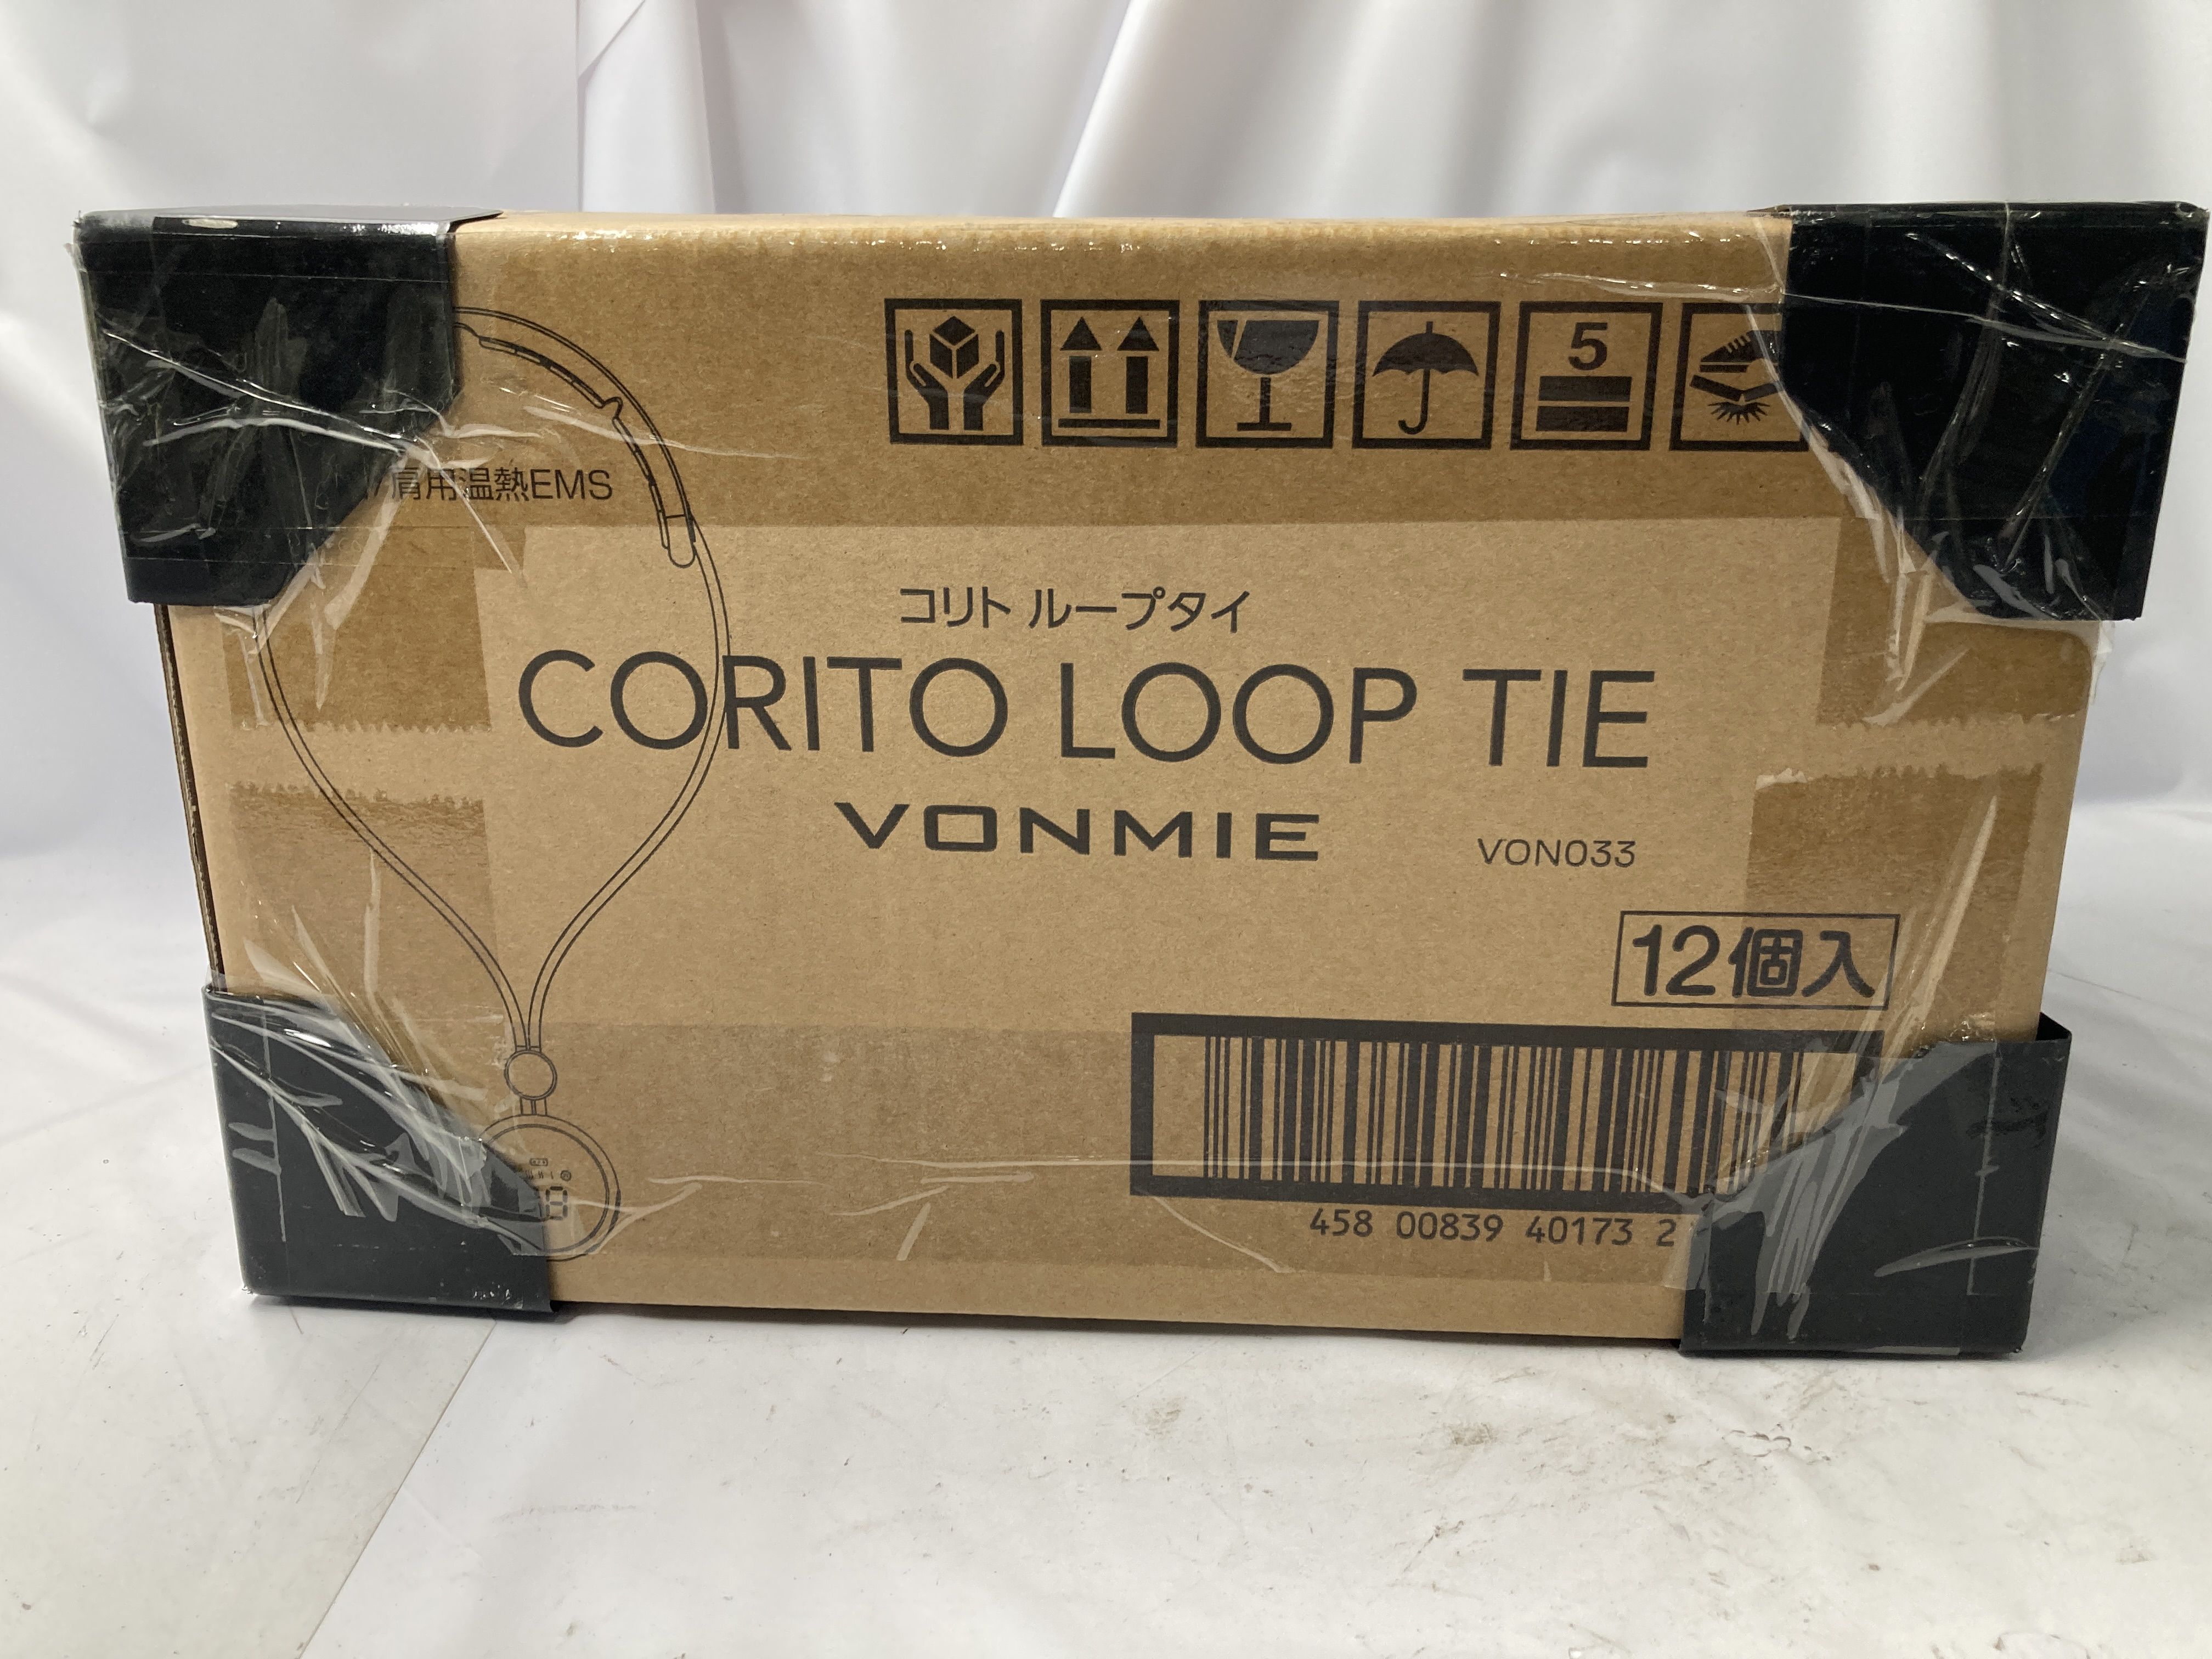 5
肩用温熱EMS
コリト ループタイ
CORITO LOOP TIE
VONMIE
VON033
12個入
458 00839 40173 2